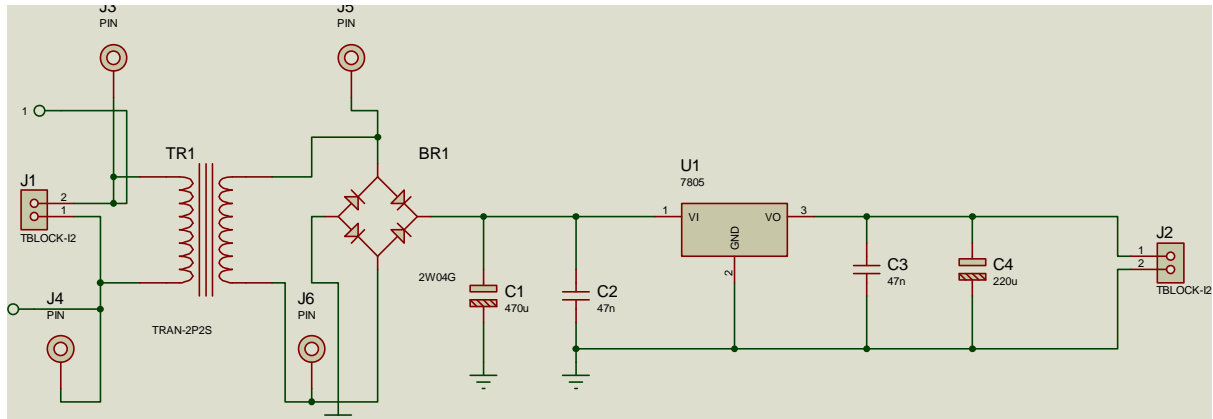 J3
PIN
J5
PIN
1
TR1
BR1
U1
7805
J1
2
1
TBLOCK-I2
1
VI
VO
3
GND
2
J2
1
2
TBLOCK-I2
C3
47n
C4
220u
2W04G
C1
470u
C2
47n
J4
PIN
J6
PIN
TRAN-2P2S